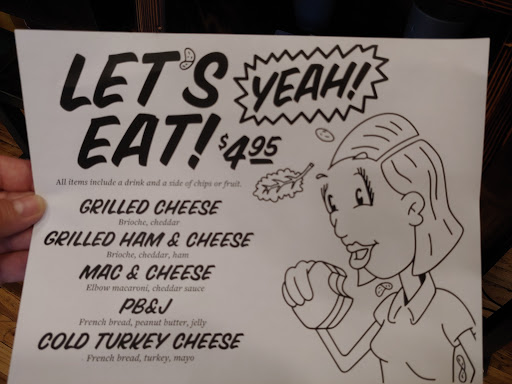 LET'S
EAT!
YEAH!
$4.95
All items include a drink and a side of chips or fruit.
GRILLED CHEESE
Brioche, cheddar
GRILLED HAM & CHEESE
Brioche, cheddar, ham
MAC & CHEESE
Elbow macaroni, cheddar sauce
PB&J
French bread, peanut butter, jelly
COLD TURKEY CHEESE
French bread, turkey, mayo